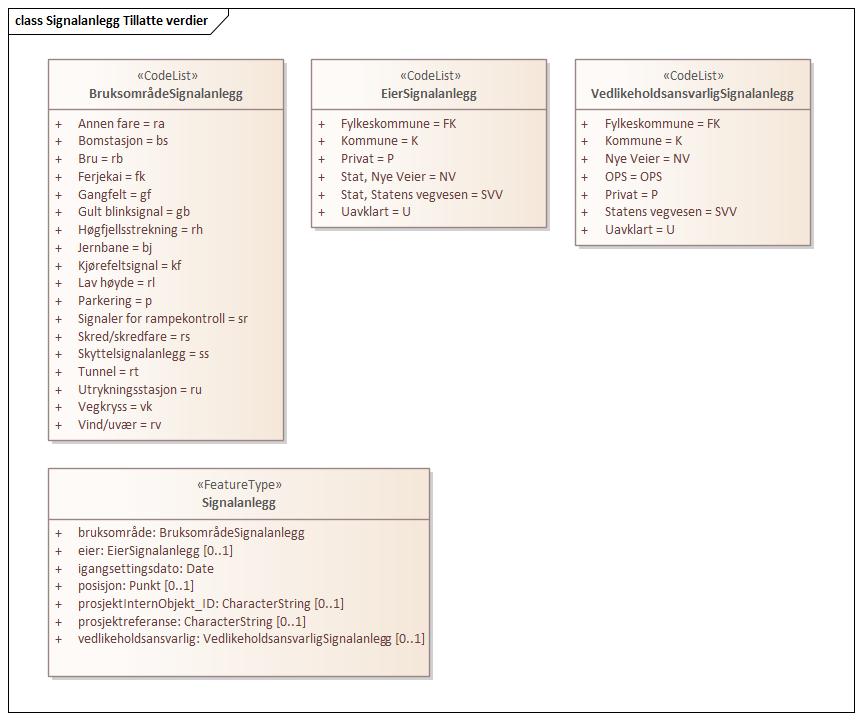 class Signalanlegg Tillatte verdier
«CodeList»
BruksområdeSignalanlegg
+ Annen fare = ra
+ Bomstasjon = bs
+ Bru = rb
+ Ferjekai = fk
+ Gangfelt = gf
+ Gult blinksignal = gb
+ Høgfjellsstrekning = rh
+ Jernbane = bj
+ Kjørefeltsignal = kf
+ Lav høyde = rl
+ Parkering = p
+ Signaler for rampekontroll = sr
+ Skred/skredfare = rs
+ Skyttelsignalanlegg = ss
+ Tunnel = rt
+ Utrykningsstasjon = ru
+ Vegkryss = vk
+ Vind/uvær = rv
«CodeList»
EierSignalanlegg
+ Fylkeskommune = FK
+ Kommune = K
+ Privat = P
+ Stat, Nye Veier = NV
+ Stat, Statens vegvesen = SVV
+ Uavklart = U
«CodeList»
VedlikeholdsansvarligSignalanlegg
+ Fylkeskommune = FK
+ Kommune = K
+ Nye Veier = NV
+ OPS = OPS
+ Privat = P
+ Statens vegvesen = SVV
+ Uavklart = U
«FeatureType»
Signalanlegg
+ bruksområde: BruksområdeSignalanlegg
+ eier: EierSignalanlegg [0..1]
+ igangsettingsdato: Date
+ posisjon: Punkt [0..1]
+ prosjektInternObjekt_ID: CharacterString [0..1]
+ prosjektreferanse: CharacterString [0..1]
+ vedlikeholdsansvarlig: VedlikeholdsansvarligSignalanlegg [0..1]